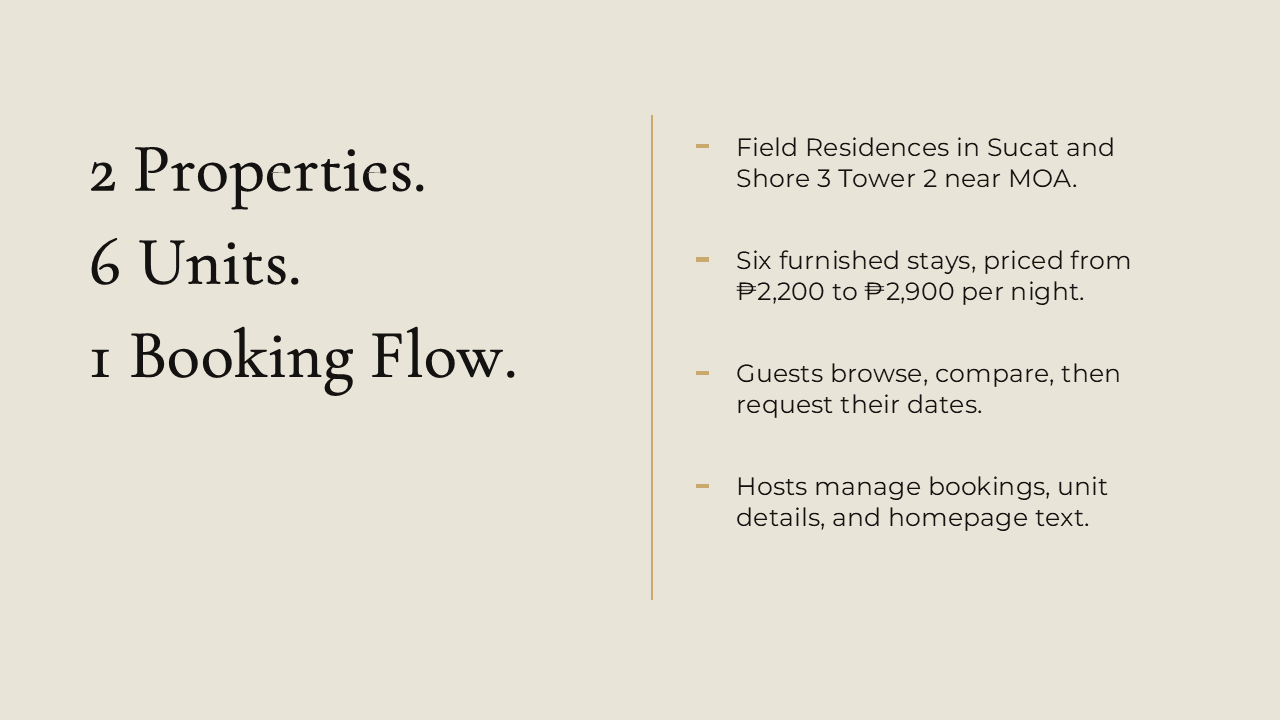 2 Properties.
6 Units.
1 Booking Flow.
Field Residences in Sucat and
Shore 3 Tower 2 near MOA.
Six furnished stays, priced from
₱2,200 to ₱2,900 per night.
Guests browse, compare, then
request their dates.
Hosts manage bookings, unit
details, and homepage text.